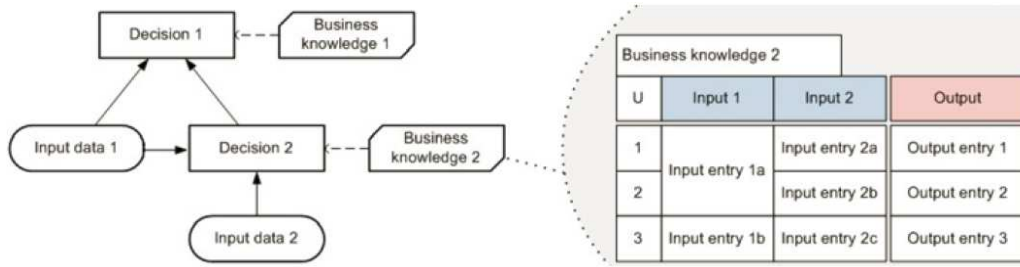 Decision 1
Business
knowledge 1
Input data 1
Decision 2
Business
knowledge 2
Input data 2
Business knowledge 2
U Input 1 Input 2 Output
1 Input entry 1a Input entry 2a Output entry 1
2 Input entry 2b Output entry 2
3 Input entry 1b Input entry 2c Output entry 3